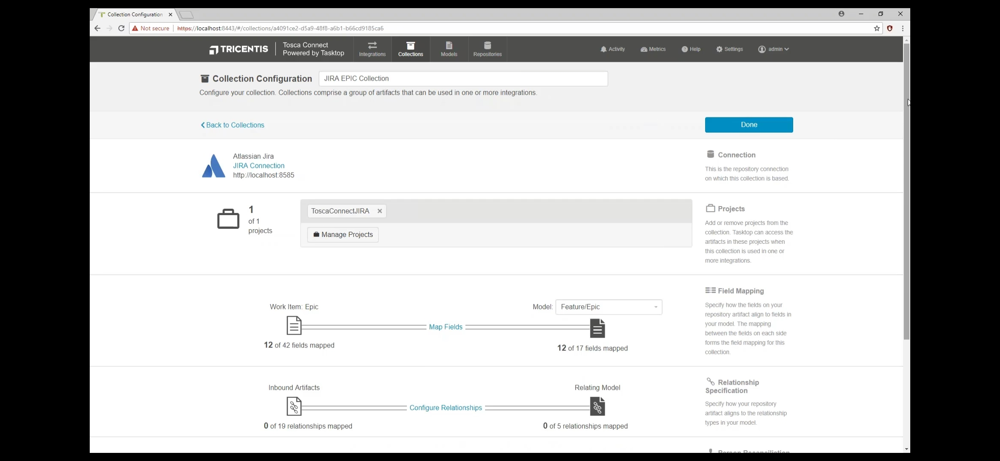 Collection Configuration
Not secure
https://localhost:8443/#/collections/a4091ce2-d5a9-48f8-a6b1-b66cd9185ca6
TRICENTIS
Tosca Connect
Powered by Tasktop
Integrations
Collections
Models
Repositories
Activity
Metrics
Help
Settings
admin
Collection Configuration
JIRA EPIC Collection
Configure your collection. Collections comprise a group of artifacts that can be used in one or more integrations.
Back to Collections
Done
Atlassian Jira
JIRA Connection
http://localhost:8585
Connection
This is the repository connection
on which this collection is based.
1
of 1
projects
ToscaConnectJIRA
Manage Projects
Projects
Add or remove projects from the
collection. Tasktop can access the
artifacts in these projects when
this collection is used in one or
more integrations.
Work Item: Epic
Model:
Feature/Epic
Map Fields
12 of 42 fields mapped
12 of 17 fields mapped
Field Mapping
Specify how the fields on your
repository artifact align to fields in
your model. The mapping
between the fields on each side
forms the field mapping for this
collection.
Inbound Artifacts
Relating Model
Configure Relationships
0 of 19 relationships mapped
0 of 5 relationships mapped
Relationship
Specification
Specify how your repository
artifact aligns to the relationship
types in your model.
Person Reconciliation